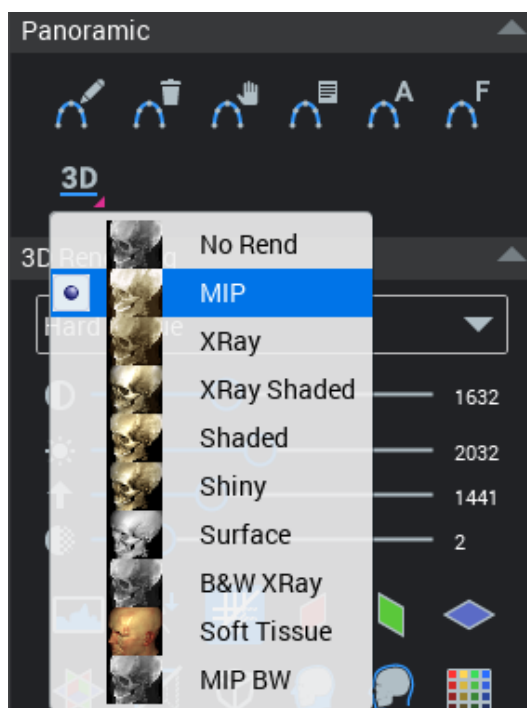 Panoramic
A
F
3D
No Rend
MIP
XRay
XRay Shaded
1632
Shaded
2032
Shiny
1441
Surface
2
B&W XRay
Soft Tissue
MIP BW